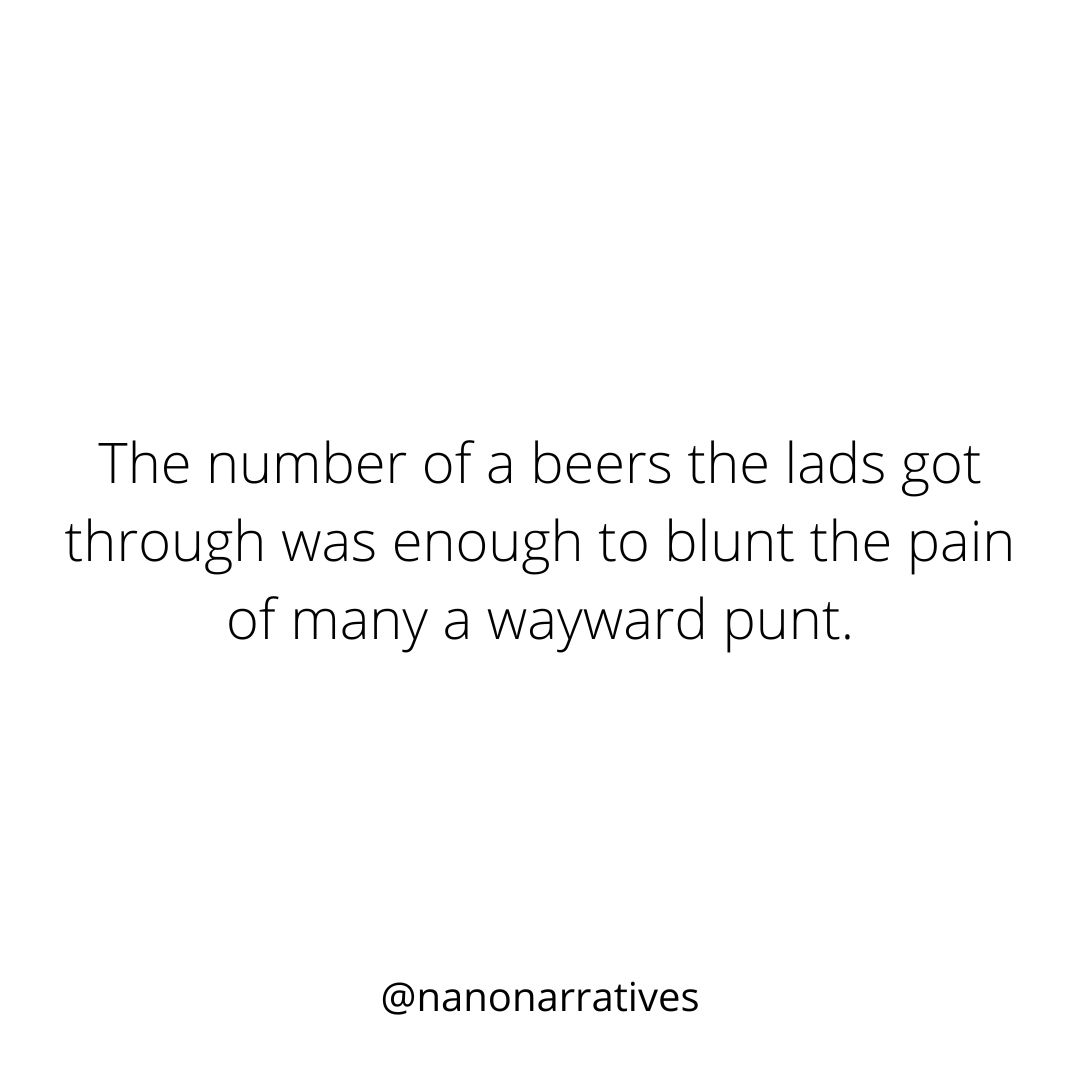 The number of a beers the lads got
through was enough to blunt the pain
of many a wayward punt.
@nanonarratives